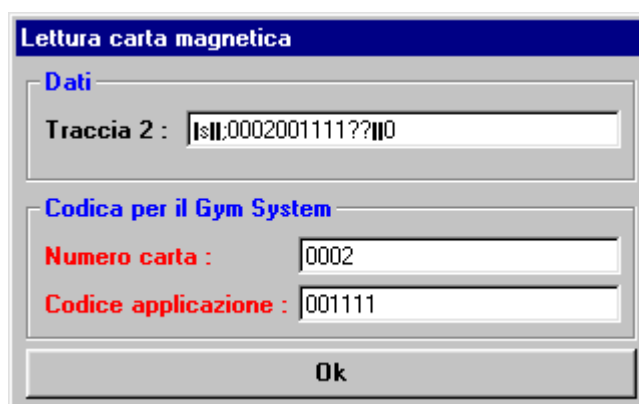 Lettura carta magnetica
Dati
Traccia 2 : |s||;0002001111??||0
Codica per il Gym System
Numero carta : 0002
Codice applicazione : 001111
Ok